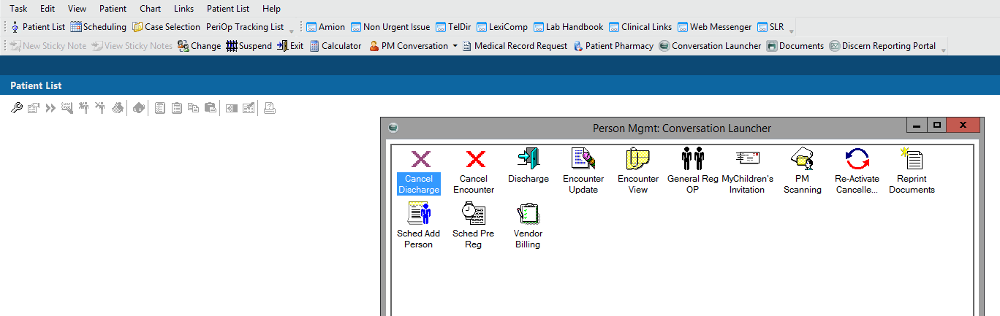 Task Edit View Patient Chart Links Patient List Help
Patient List Scheduling Case Selection PeriOp Tracking List Amion Non Urgent Issue TelDir LexiComp Lab Handbook Clinical Links Web Messenger SLR
New Sticky Note View Sticky Notes Change Suspend Exit Calculator PM Conversation Medical Record Request Patient Pharmacy Conversation Launcher Documents Discern Reporting Portal
Patient List
Person Mgmt: Conversation Launcher
Cancel Cancel Discharge Encounter Encounter General Reg MyChildren's PM Re-Activate Reprint
Discharge Encounter Update View OP Invitation Scanning Cancelle... Documents
Sched Add Sched Pre Vendor
Person Reg Billing